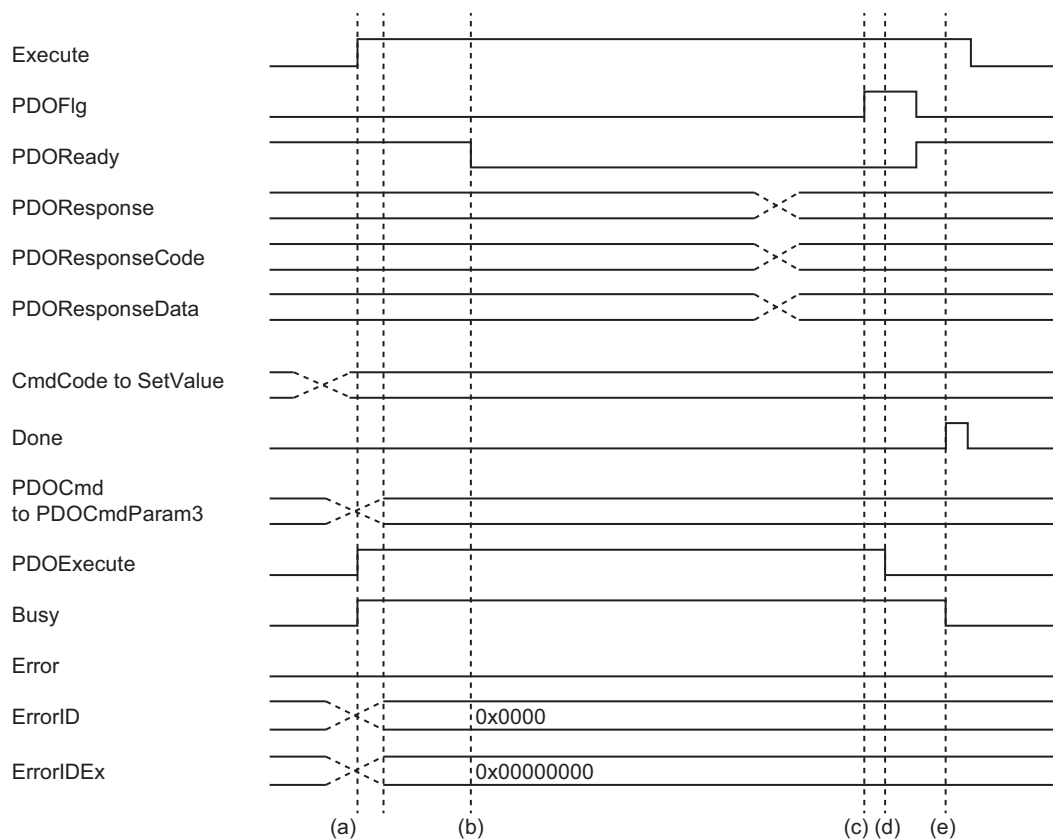 Execute
PDOFlg
PDOReady
PDOResponse
PDOResponseCode
PDOResponseData
CmdCode to SetValue
Done
PDOCmd
to PDOCmdParam3
PDOExecute
Busy
Error
ErrorID
0x0000
ErrorIDEx
0x00000000
(a) (b) (c) (d) (e)